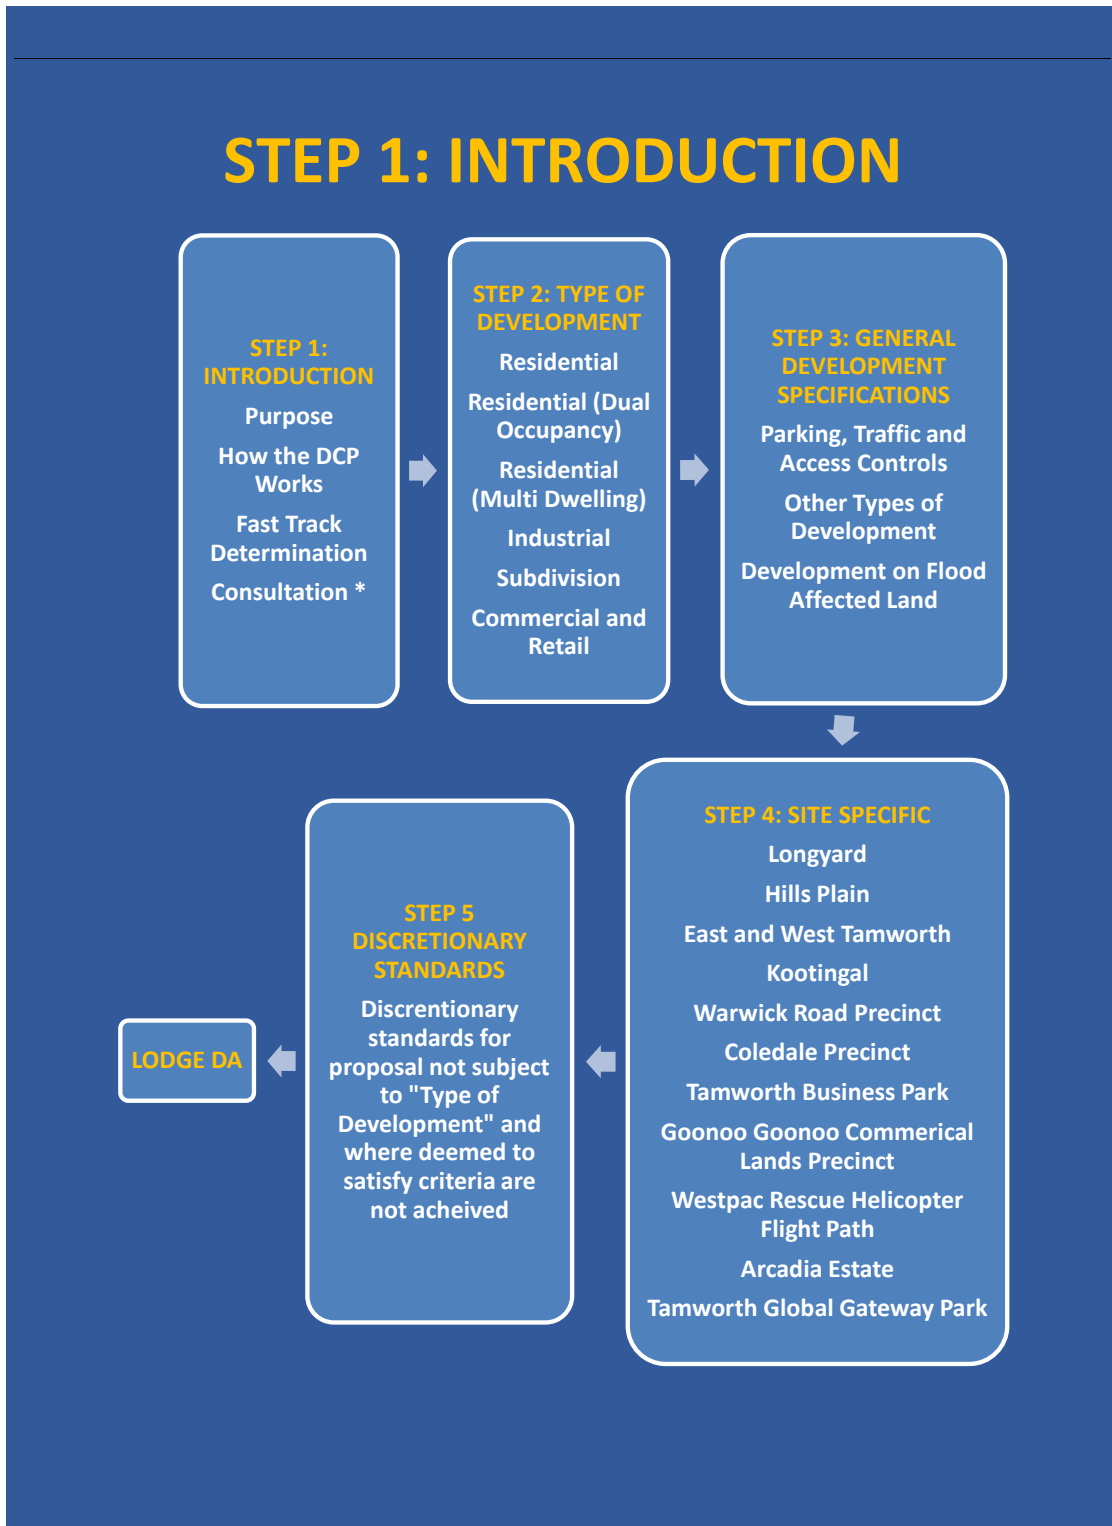 STEP 1: INTRODUCTION
STEP 1:
INTRODUCTION
Purpose
How the DCP
Works
Fast Track
Determination
Consultation *
STEP 2: TYPE OF
DEVELOPMENT
Residential
Residential (Dual
Occupancy)
Residential
(Multi Dwelling)
Industrial
Subdivision
Commercial and
Retail
STEP 3: GENERAL
DEVELOPMENT
SPECIFICATIONS
Parking, Traffic and
Access Controls
Other Types of
Development
Development on Flood
Affected Land
STEP 4: SITE SPECIFIC
Longyard
Hills Plain
East and West Tamworth
Kootingal
Warwick Road Precinct
Coledale Precinct
Tamworth Business Park
Goonoo Goonoo Commerical
Lands Precinct
Westpac Rescue Helicopter
Flight Path
Arcadia Estate
Tamworth Global Gateway Park
STEP 5
DISCRETIONARY
STANDARDS
Discrentionary
standards for
proposal not subject
to "Type of
Development" and
where deemed to
satisfy criteria are
not acheived
LODGE DA